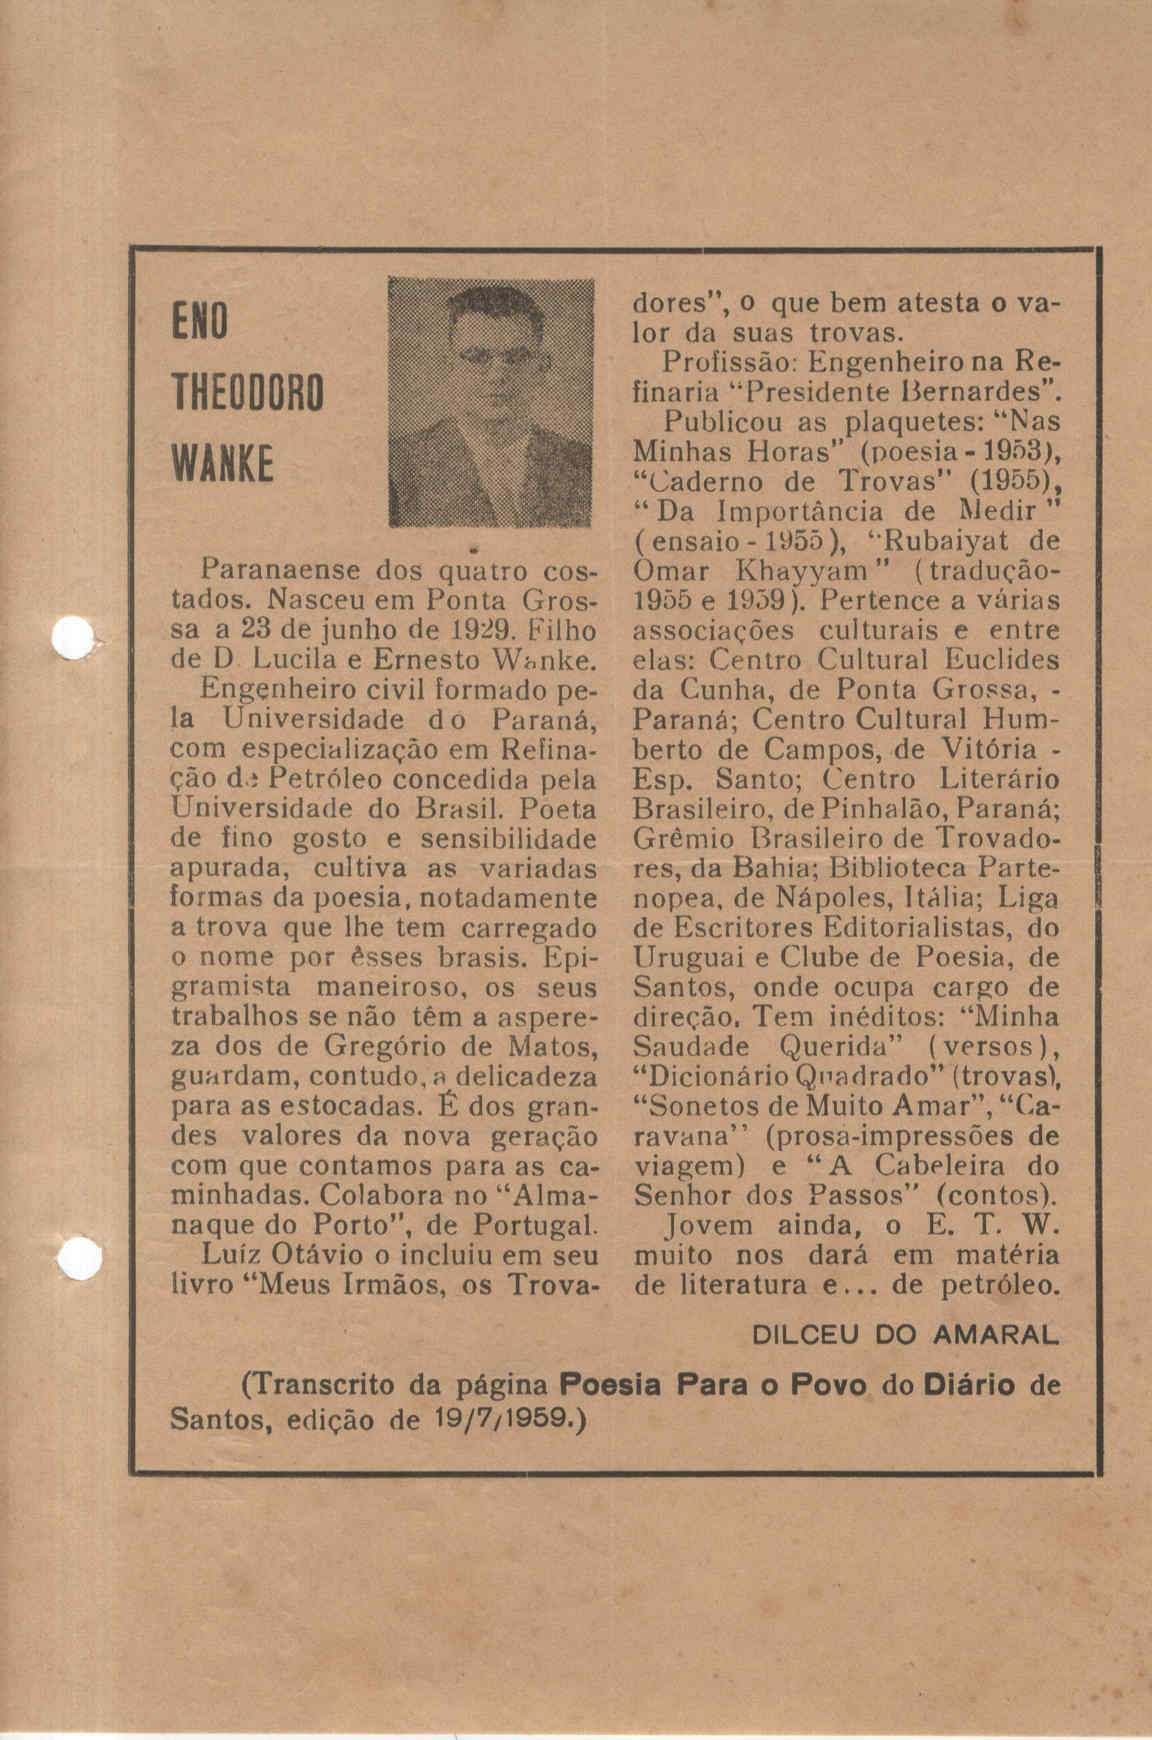 ENO
THEODORO
WANKE
Paranaense dos quatro cos-
tados. Nasceu em Ponta Gros-
sa a 23 de junho de 1929. Filho
de D. Lucila e Ernesto Wanke.
Engenheiro civil formado pe-
la Universidade do Paraná,
com especialização em Refina-
ção de Petróleo concedida pela
Universidade do Brasil. Poeta
de fino gosto e sensibilidade
apurada, cultiva as variadas
formas da poesia, notadamente
a trova que lhe tem carregado
o nome por êsses brasis. Epi-
gramista maneiroso, os seus
trabalhos se não têm a aspere-
za dos de Gregório de Matos,
guardam, contudo, a delicadeza
para as estocadas. É dos gran-
des valores da nova geração
com que contamos para as ca-
minhadas. Colabora no “Alma-
naque do Porto”, de Portugal.
Luíz Otávio o incluiu em seu
livro “Meus Irmãos, os Trova-
dores”, o que bem atesta o va-
lor da suas trovas.
Profissão: Engenheiro na Re-
finaria “Presidente Bernardes”.
Publicou as plaquetes: “Nas
Minhas Horas” (poesia - 1953),
“Caderno de Trovas” (1955),
“Da Importância de Medir”
(ensaio - 1955), “Rubaiyat de
Omar Khayyam” (tradução-
1955 e 1959). Pertence a várias
associações culturais e entre
elas: Centro Cultural Euclides
da Cunha, de Ponta Grossa, -
Paraná; Centro Cultural Hum-
berto de Campos, de Vitória -
Esp. Santo; Centro Literário
Brasileiro, de Pinhalão, Paraná;
Grêmio Brasileiro de Trovado-
res, da Bahia; Biblioteca Parte-
nopea, de Nápoles, Itália; Liga
de Escritores Editorialistas, do
Uruguai e Clube de Poesia, de
Santos, onde ocupa cargo de
direção. Tem inéditos: “Minha
Saudade Querida” (versos),
“Dicionário Quadrado” (trovas),
“Sonetos de Muito Amar”, “Ca-
ravana” (prosa-impressões de
viagem) e “A Cabeleira do
Senhor dos Passos” (contos).
Jovem ainda, o E. T. W.
muito nos dará em matéria
de literatura e... de petróleo.
DILCEU DO AMARAL
(Transcrito da página Poesia Para o Povo do Diário de
Santos, edição de 19/7/1959.)